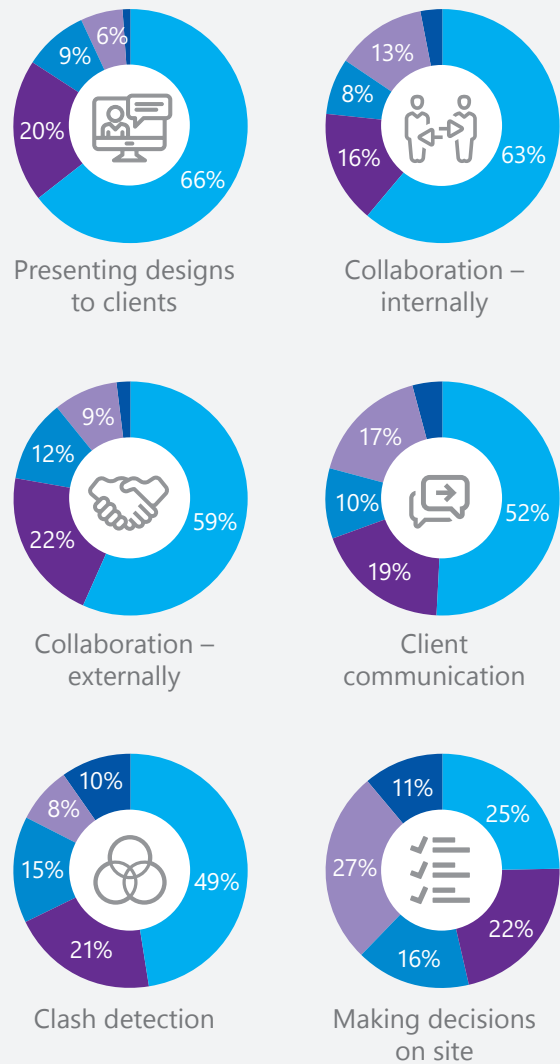 6%
9%
20%
66%
Presenting designs
to clients
13%
8%
16%
63%
Collaboration –
internally
9%
12%
22%
59%
Collaboration –
externally
17%
10%
19%
52%
Client
communication
10%
8%
15%
49%
21%
Clash detection
11%
25%
27%
22%
16%
Making decisions
on site